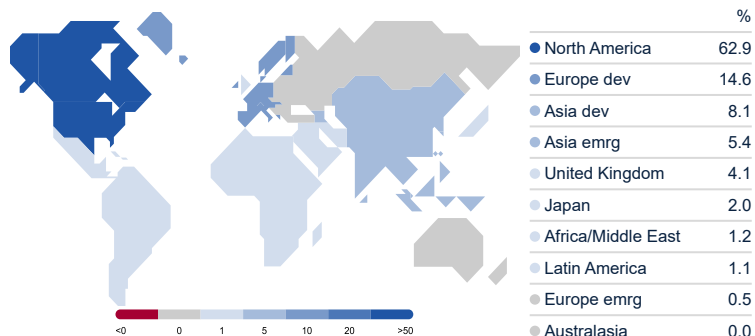 %
North America 62.9
Europe dev 14.6
Asia dev 8.1
Asia emrg 5.4
United Kingdom 4.1
Japan 2.0
Africa/Middle East 1.2
Latin America 1.1
Europe emrg 0.5
Australasia 0.0
<0 0 1 5 10 20 >50